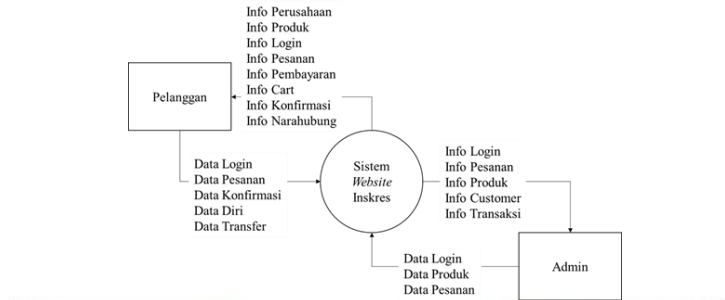 Info Perusahaan
Info Produk
Info Login
Info Pesanan
Info Pembayaran
Info Cart
Info Konfirmasi
Info Narahubung
Pelanggan
Data Login
Data Pesanan
Data Konfirmasi
Data Diri
Data Transfer
Sistem
Website
Inskres
Info Login
Info Pesanan
Info Produk
Info Customer
Info Transaksi
Data Login
Data Produk
Data Pesanan
Admin